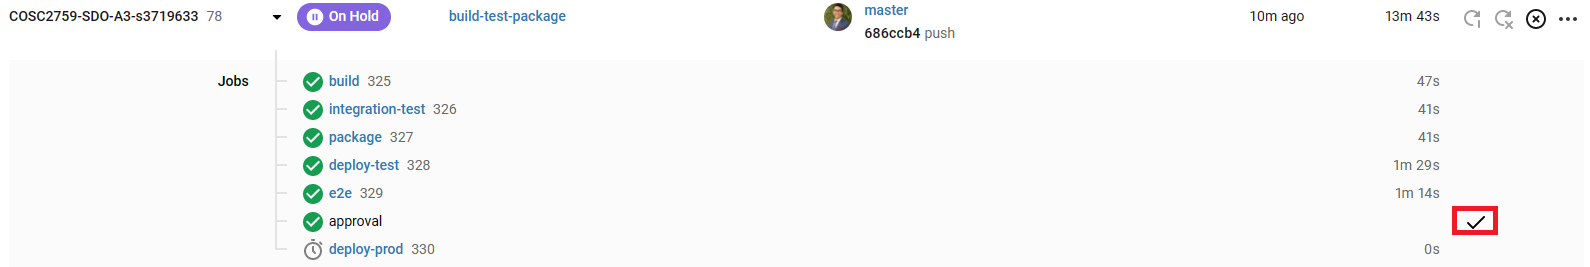 COSC2759-SDO-A3-s3719633 78 On Hold build-test-package master 10m ago 13m 43s
686ccb4 push
Jobs build 325 47s
integration-test 326 41s
package 327 41s
deploy-test 328 1m 29s
e2e 329 1m 14s
approval
deploy-prod 330 0s